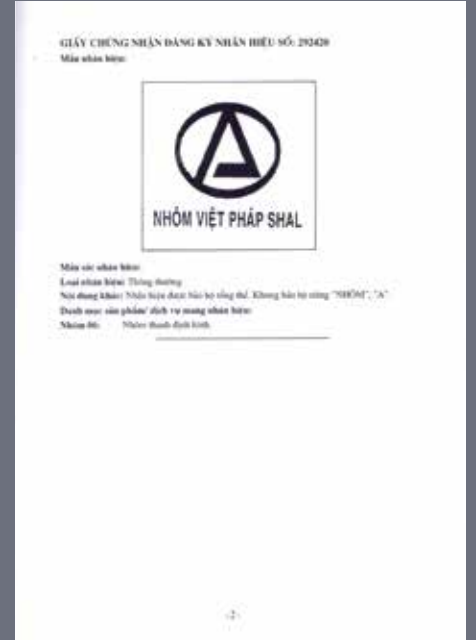 GIẤY CHỨNG NHẬN ĐĂNG KÝ NHÃN HIỆU SỐ: 292420
Mẫu nhãn hiệu:
A
NHÔM VIỆT PHÁP SHAL
Màu sắc nhãn hiệu:
Loại nhãn hiệu: Thông thường
Nội dung khác: Nhãn hiệu được bảo hộ tổng thể. Không bảo hộ riêng "NHÔM", "A"
Danh mục sản phẩm/ dịch vụ mang nhãn hiệu:
Nhóm 06: Nhôm thanh định hình.
-2-